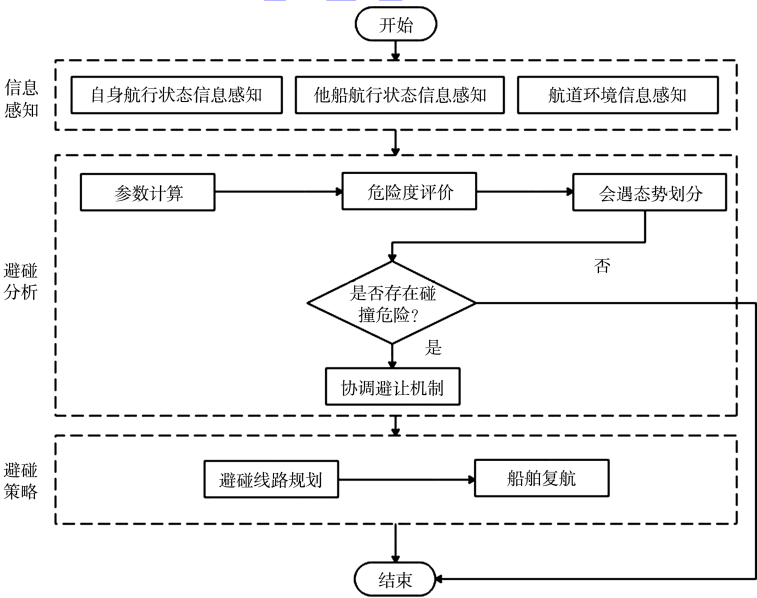 开始
信息
感知
自身航行状态信息感知
他船航行状态信息感知
航道环境信息感知
参数计算
危险度评价
会遇态势划分
否
避碰
分析
是否存在碰
撞危险?
是
协调避让机制
避碰
策略
避碰线路规划
船舶复航
结束